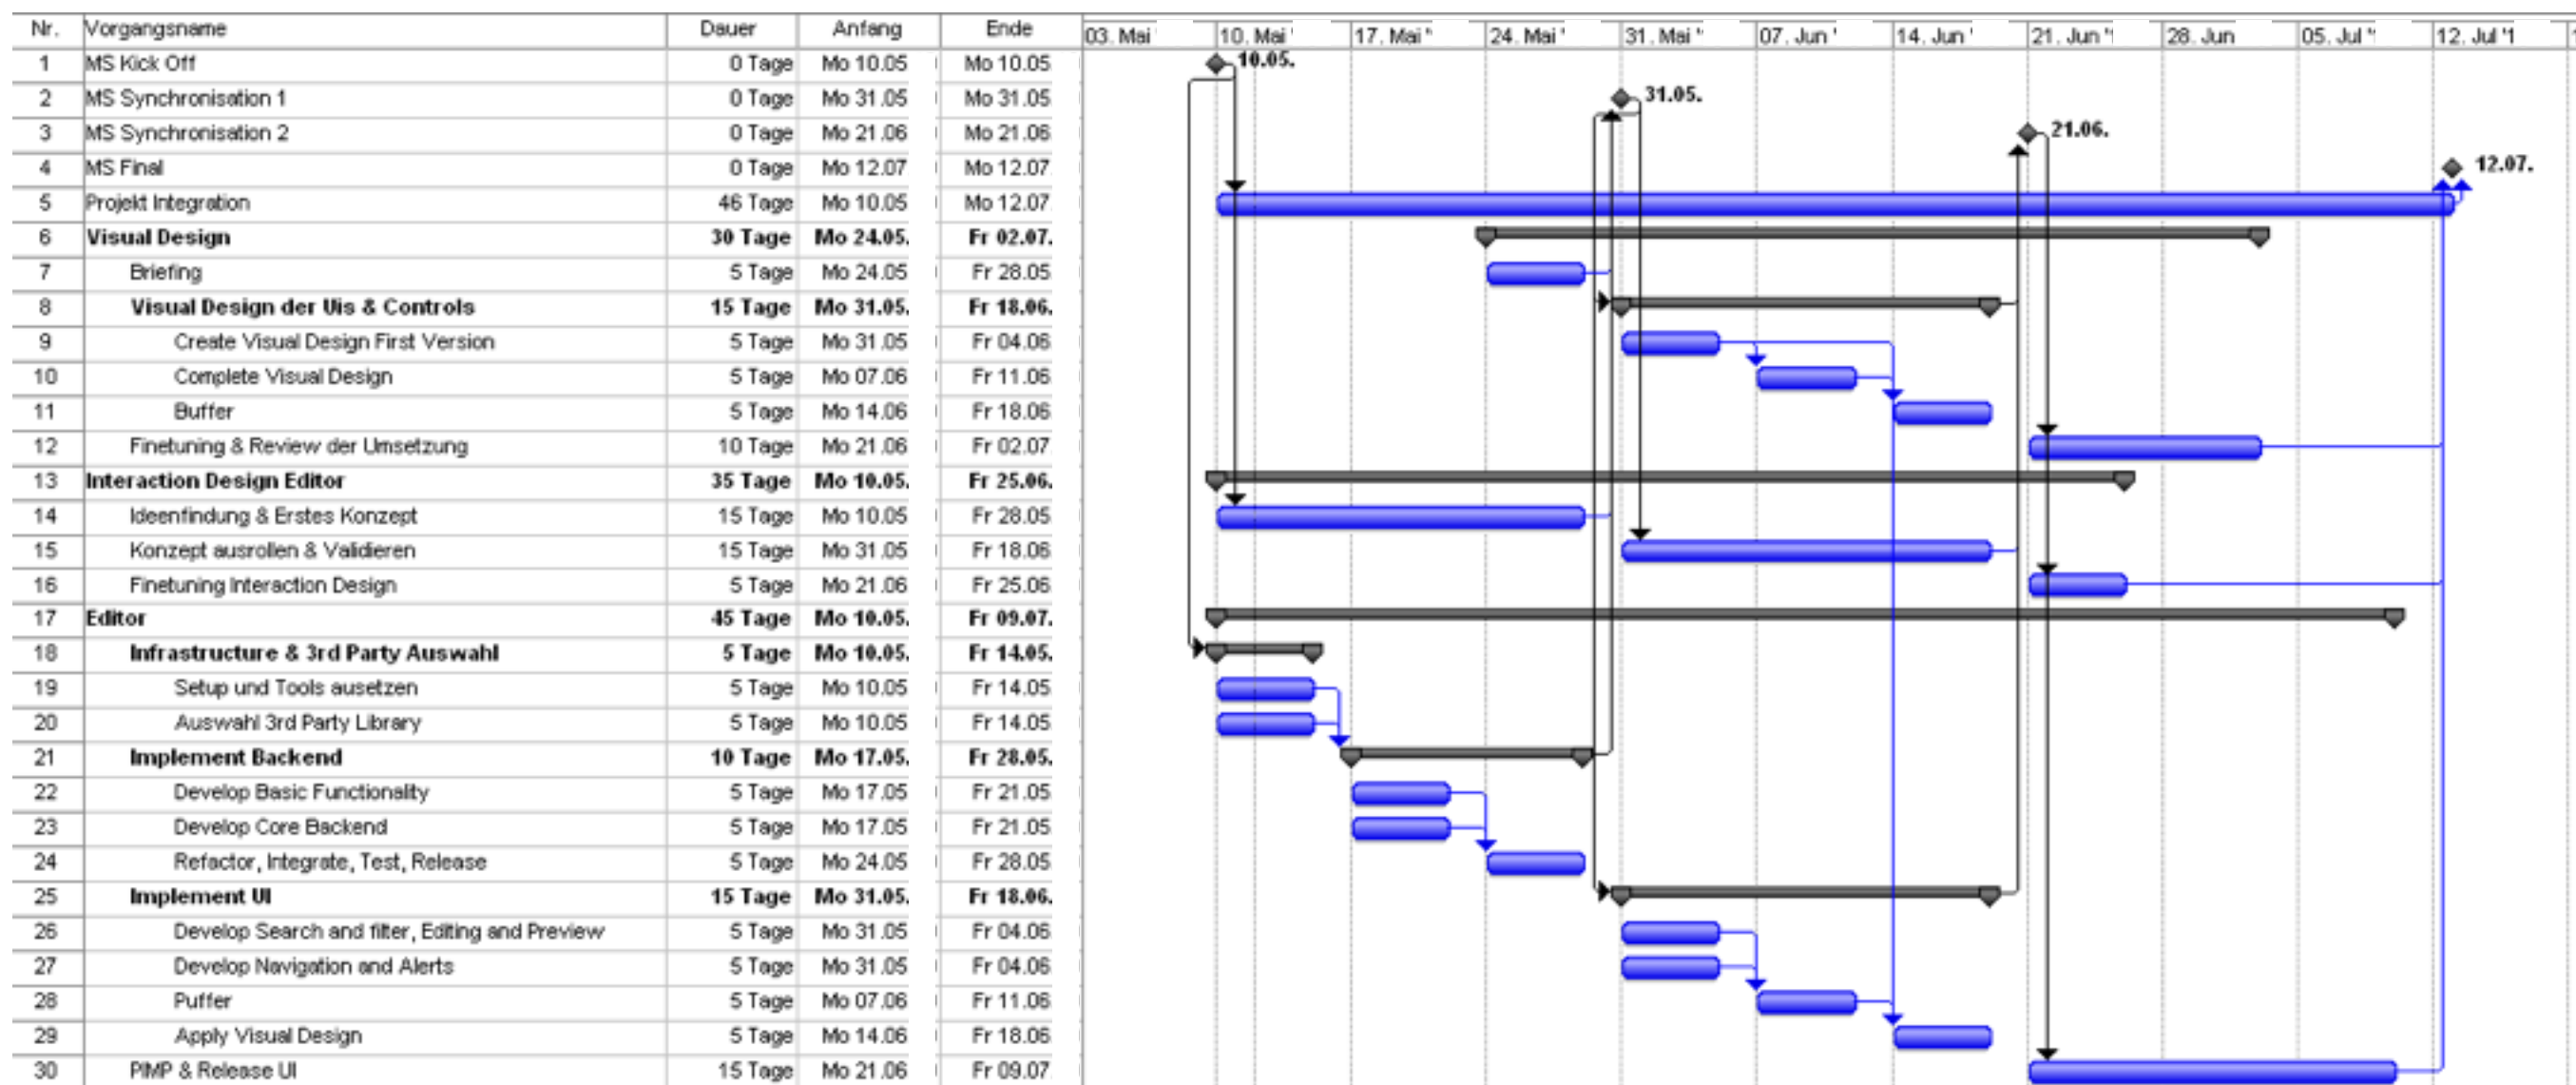 Nr. Vorgangsname Dauer Anfang Ende 03. Mai ' 10. Mai ' 17. Mai ' 24. Mai ' 31. Mai ' 07. Jun ' 14. Jun ' 21. Jun '1 28. Jun 05. Jul '1 12. Jul '1
1 MS Kick Off 0 Tage Mo 10.05 Mo 10.05 10.05.
2 MS Synchronisation 1 0 Tage Mo 31.05 Mo 31.05 31.05.
3 MS Synchronisation 2 0 Tage Mo 21.06 Mo 21.06 21.06.
4 MS Final 0 Tage Mo 12.07 Mo 12.07 12.07.
5 Projekt Integration 46 Tage Mo 10.05 Mo 12.07
6 Visual Design 30 Tage Mo 24.05. Fr 02.07.
7 Briefing 5 Tage Mo 24.05 Fr 28.05
8 Visual Design der Uis & Controls 15 Tage Mo 31.05. Fr 18.06.
9 Create Visual Design First Version 5 Tage Mo 31.05 Fr 04.06
10 Complete Visual Design 5 Tage Mo 07.06 Fr 11.06
11 Buffer 5 Tage Mo 14.06 Fr 18.06
12 Finetuning & Review der Umsetzung 10 Tage Mo 21.06 Fr 02.07
13 Interaction Design Editor 35 Tage Mo 10.05. Fr 25.06.
14 Ideenfindung & Erstes Konzept 15 Tage Mo 10.05 Fr 28.05
15 Konzept ausrollen & Validieren 15 Tage Mo 31.05 Fr 18.06
16 Finetuning Interaction Design 5 Tage Mo 21.06 Fr 25.06
17 Editor 45 Tage Mo 10.05. Fr 09.07.
18 Infrastructure & 3rd Party Auswahl 5 Tage Mo 10.05. Fr 14.05.
19 Setup und Tools ausetzen 5 Tage Mo 10.05 Fr 14.05
20 Auswahl 3rd Party Library 5 Tage Mo 10.05 Fr 14.05
21 Implement Backend 10 Tage Mo 17.05. Fr 28.05.
22 Develop Basic Functionality 5 Tage Mo 17.05 Fr 21.05
23 Develop Core Backend 5 Tage Mo 17.05 Fr 21.05
24 Refactor, Integrate, Test, Release 5 Tage Mo 24.05 Fr 28.05
25 Implement UI 15 Tage Mo 31.05. Fr 18.06.
26 Develop Search and filter, Editing and Preview 5 Tage Mo 31.05 Fr 04.06
27 Develop Navigation and Alerts 5 Tage Mo 31.05 Fr 04.06
28 Puffer 5 Tage Mo 07.06 Fr 11.06
29 Apply Visual Design 5 Tage Mo 14.06 Fr 18.06
30 PIMP & Release UI 15 Tage Mo 21.06 Fr 09.07